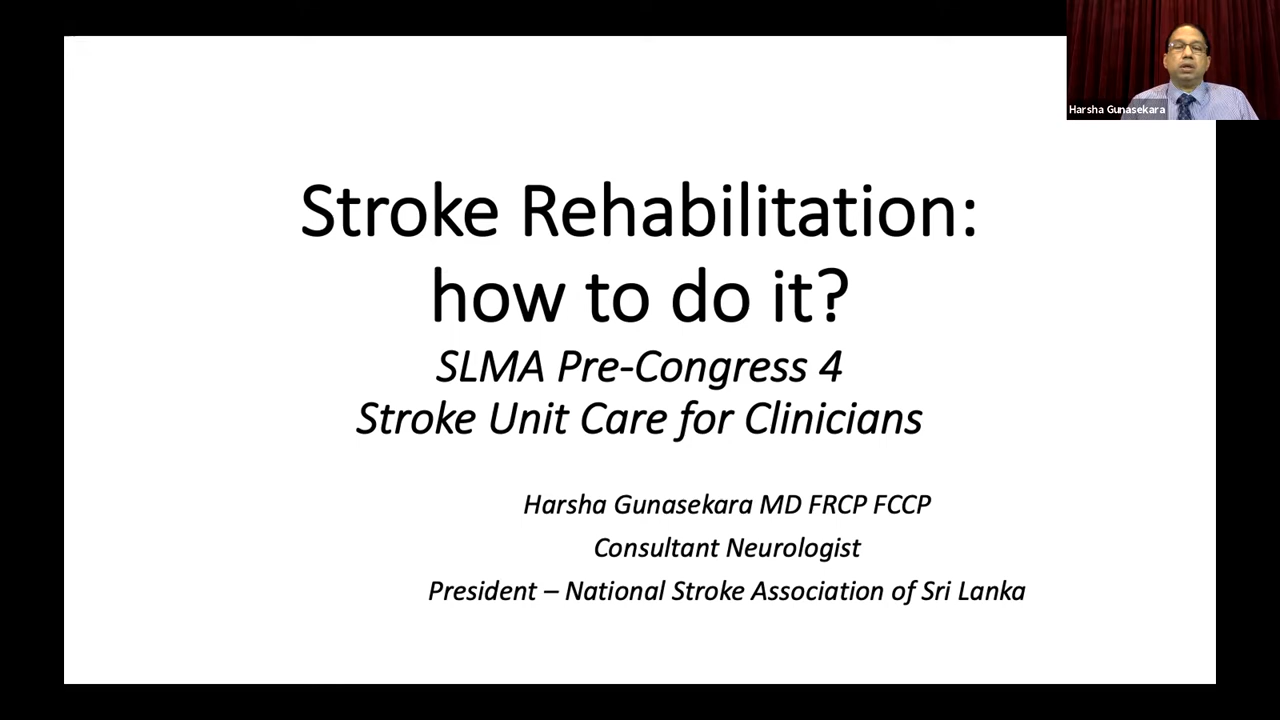 Harsha Gunasekara
Stroke Rehabilitation:
how to do it?
SLMA Pre-Congress 4
Stroke Unit Care for Clinicians
Harsha Gunasekara MD FRCP FCCP
Consultant Neurologist
President – National Stroke Association of Sri Lanka